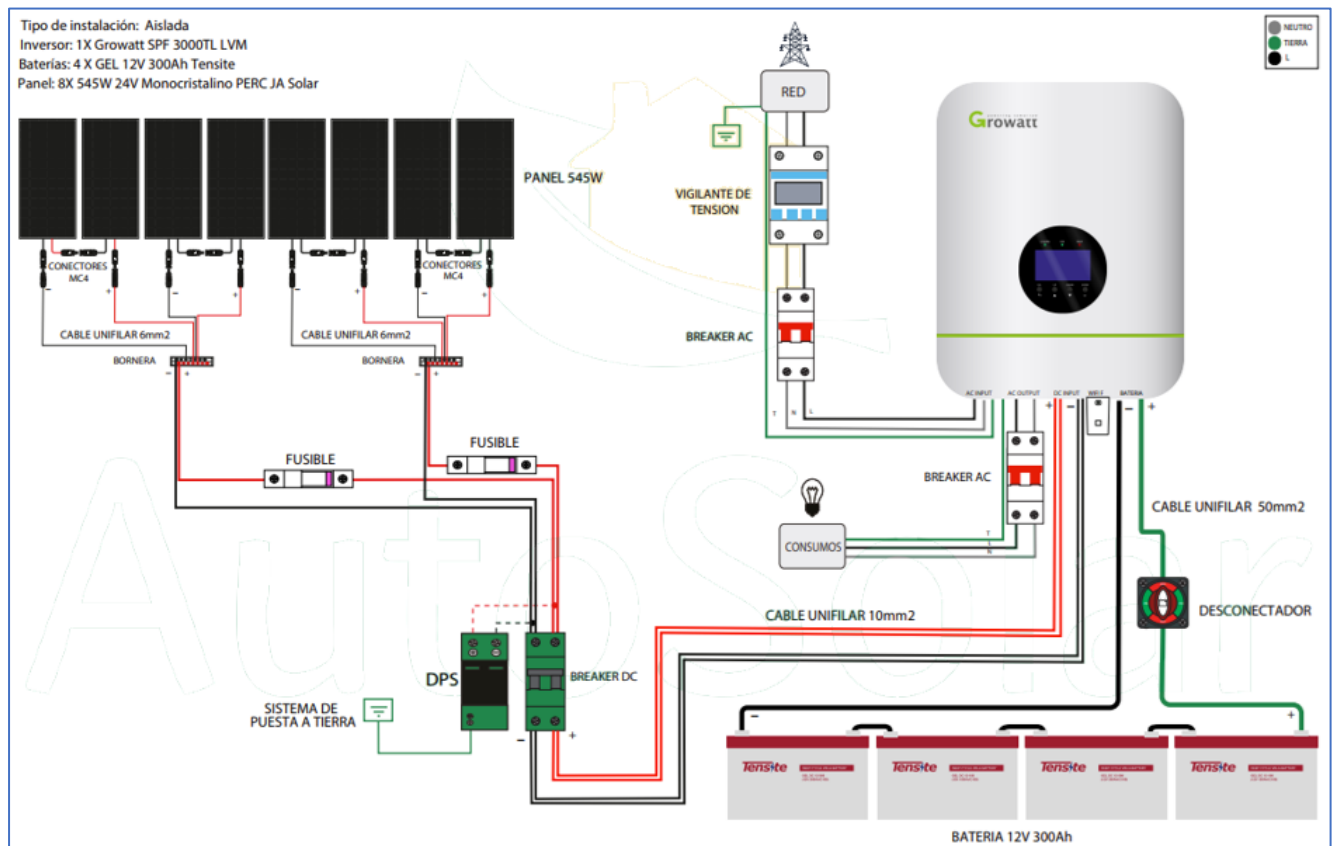 Tipo de instalación: Aislada
Inversor: 1X Growatt SPF 3000TL LVM
Baterías: 4 X GEL 12V 300Ah Tensite
Panel: 8X 545W 24V Monocristalino PERC JA Solar
NEUTRO
TIERRA
L
RED
Growatt
PANEL 545W
VIGILANTE DE
TENSION
CONECTORES
MC4
CONECTORES
MC4
− +
− +
− +
− +
CABLE UNIFILAR 6mm2
CABLE UNIFILAR 6mm2
BORNERA
BORNERA
− +
− +
BREAKER AC
AC INPUT
AC OUTPUT
DC INPUT
WIFI F
BATERIA
+ −
− +
T N L
FUSIBLE
FUSIBLE
BREAKER AC
CONSUMOS
T
L
N
CABLE UNIFILAR 50mm2
AutoSolar
CABLE UNIFILAR 10mm2
DESCONECTADOR
DPS
BREAKER DC
SISTEMA DE
PUESTA A TIERRA
− +
− +
Tensite
Tensite
Tensite
Tensite
BATERIA 12V 300Ah